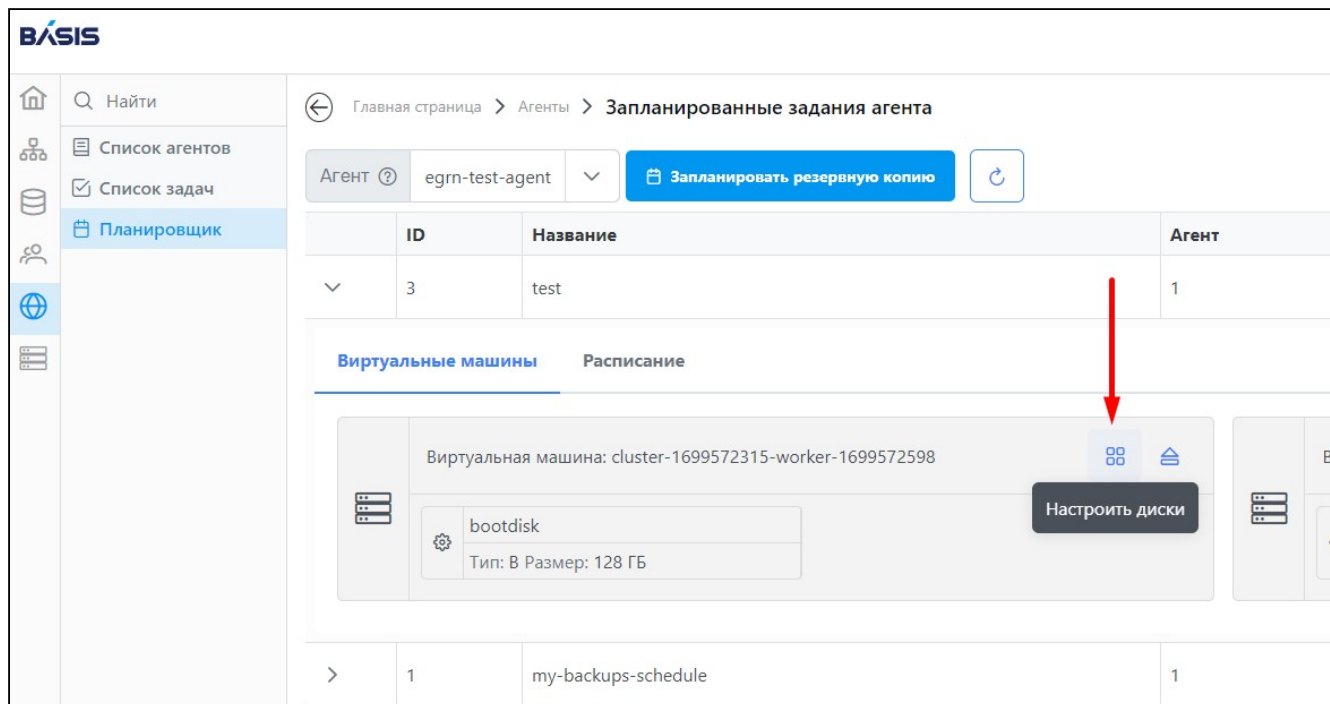 BASIS
Найти
Главная страница > Агенты > Запланированные задания агента
Список агентов
Список задач
Планировщик
Агент egrn-test-agent Запланировать резервную копию
ID Название Агент
3 test 1
Виртуальные машины Расписание
Виртуальная машина: cluster-1699572315-worker-1699572598
Настроить диски
bootdisk
Тип: B Размер: 128 ГБ
1 my-backups-schedule 1